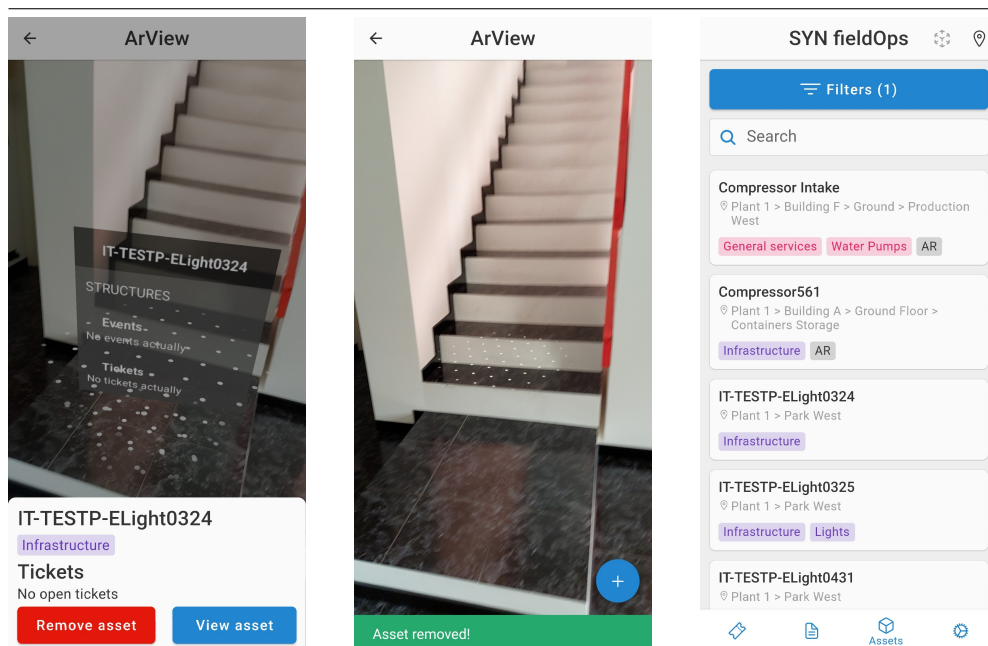 ArView
IT-TESTP-ELight0324
STRUCTURES
Events
No events actually
Tickets
No tickets actually
IT-TESTP-ELight0324
Infrastructure
Tickets
No open tickets
Remove asset
View asset
ArView
+
Asset removed!
SYN fieldOps
Filters (1)
Search
Compressor Intake
Plant 1 > Building F > Ground > Production
West
General services Water Pumps AR
Compressor561
Plant 1 > Building A > Ground Floor >
Containers Storage
Infrastructure AR
IT-TESTP-ELight0324
Plant 1 > Park West
Infrastructure
IT-TESTP-ELight0325
Plant 1 > Park West
Infrastructure Lights
IT-TESTP-ELight0431
Plant 1 > Park West
Assets